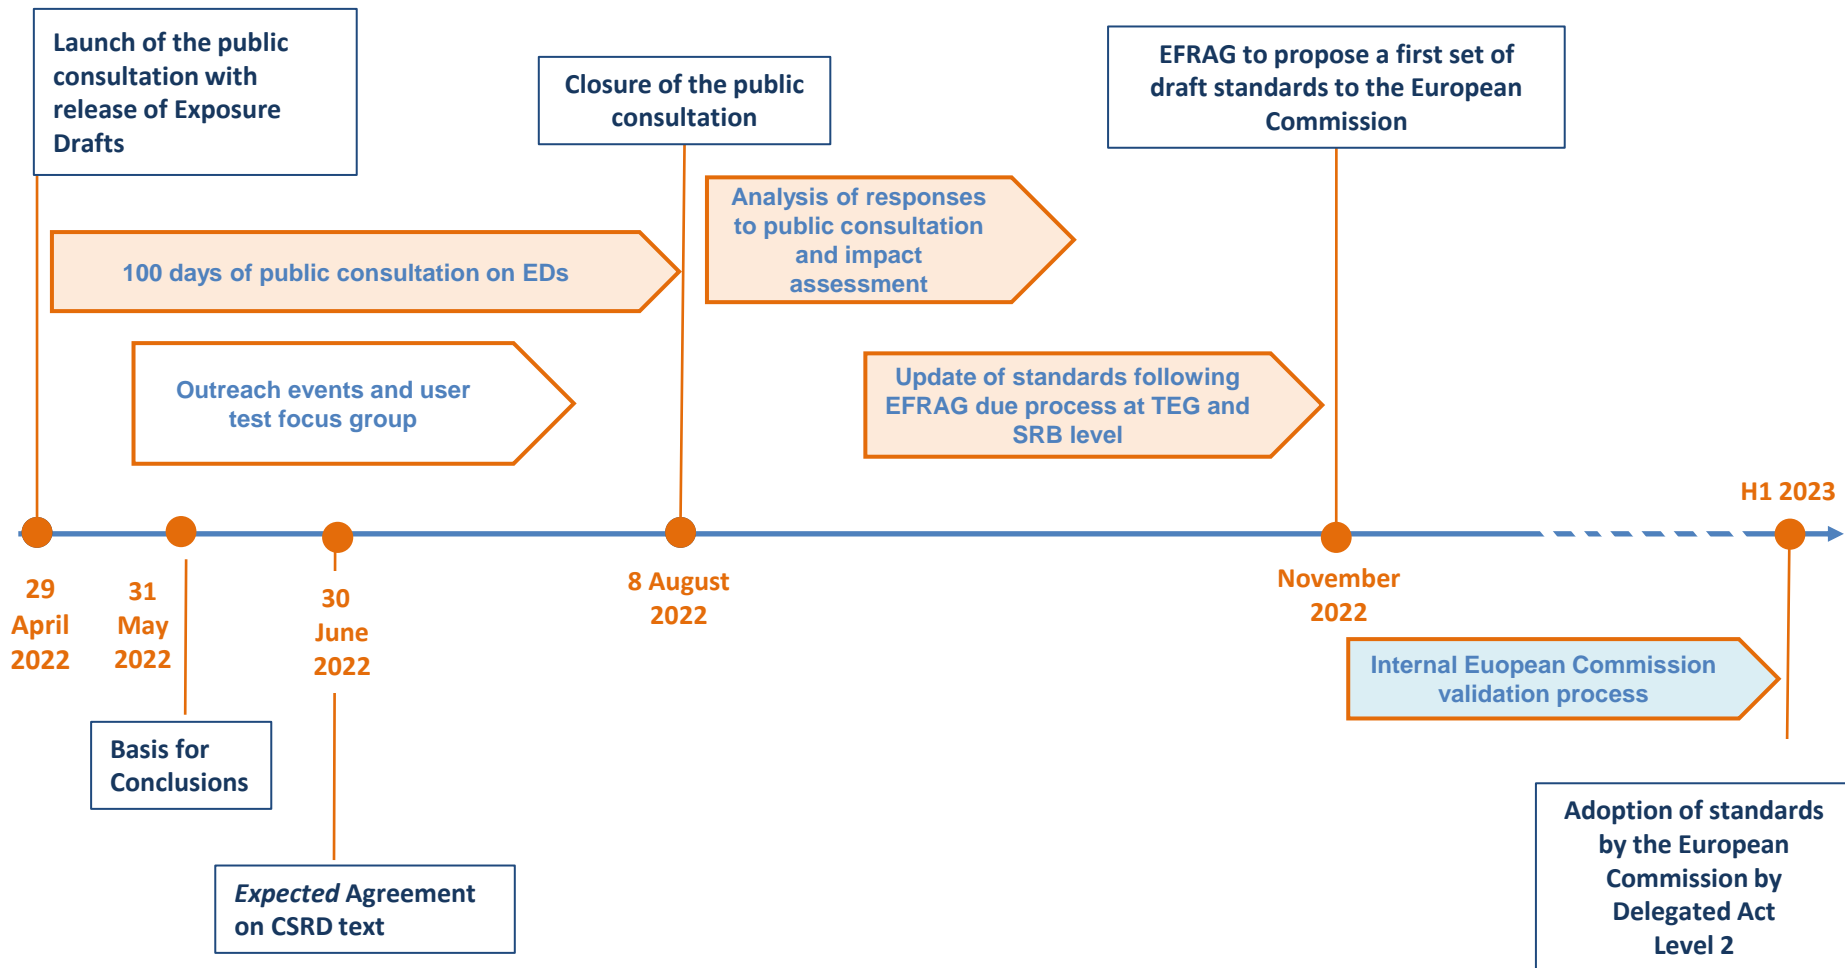 Launch of the public
consultation with
release of Exposure
Drafts
Closure of the public
consultation
EFRAG to propose a first set of
draft standards to the European
Commission
100 days of public consultation on EDs
Analysis of responses
to public consultation
and impact
assessment
Outreach events and user
test focus group
Update of standards following
EFRAG due process at TEG and
SRB level
H1 2023
29
April
2022
31
May
2022
30
June
2022
8 August
2022
November
2022
Internal Euopean Commission
validation process
Basis for
Conclusions
Expected Agreement
on CSRD text
Adoption of standards
by the European
Commission by
Delegated Act
Level 2